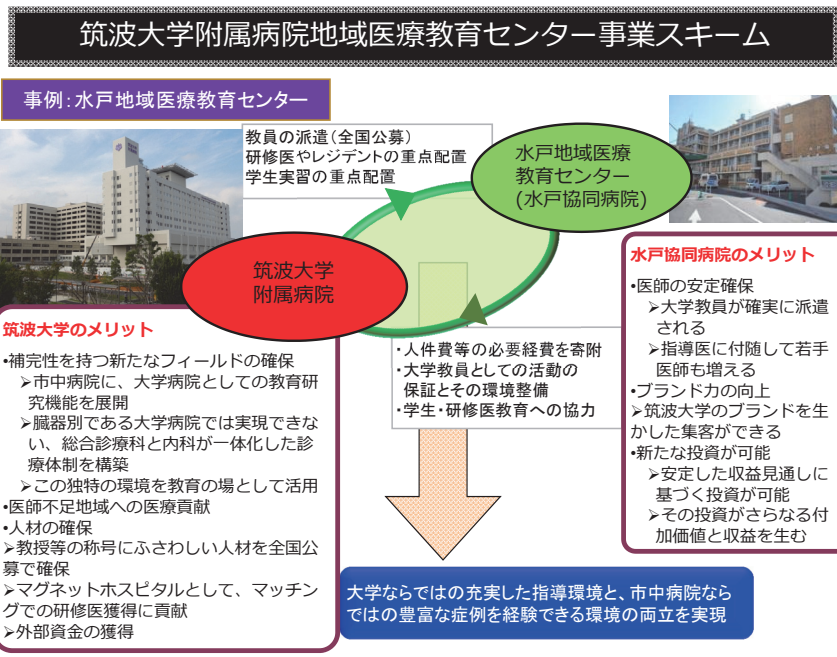 筑波大学附属病院地域医療教育センター事業スキーム
事例:水戸地域医療教育センター
教員の派遣(全国公募)
研修医やレジデントの重点配置
学生実習の重点配置
水戸地域医療
教育センター
(水戸協同病院)
筑波大学
附属病院
筑波大学のメリット
•補完性を持つ新たなフィールドの確保
➢市中病院に、大学病院としての教育研
究機能を展開
➢臓器別である大学病院では実現できな
い、総合診療科と内科が一体化した診
療体制を構築
➢この独特の環境を教育の場として活用
•医師不足地域への医療貢献
•人材の確保
➢教授等の称号にふさわしい人材を全国公
募で確保
➢マグネットホスピタルとして、マッチン
グでの研修医獲得に貢献
➢外部資金の獲得
・人件費等の必要経費を寄附
・大学教員としての活動の
保証とその環境整備
・学生・研修医教育への協力
水戸協同病院のメリット
•医師の安定確保
➢大学教員が確実に派遣
される
➢指導医に付随して若手
医師も増える
•ブランド力の向上
➢筑波大学のブランドを生
かした集客ができる
•新たな投資が可能
➢安定した収益見通しに
基づく投資が可能
➢その投資がさらなる付
加価値と収益を生む
大学ならではの充実した指導環境と、市中病院なら
ではの豊富な症例を経験できる環境の両立を実現